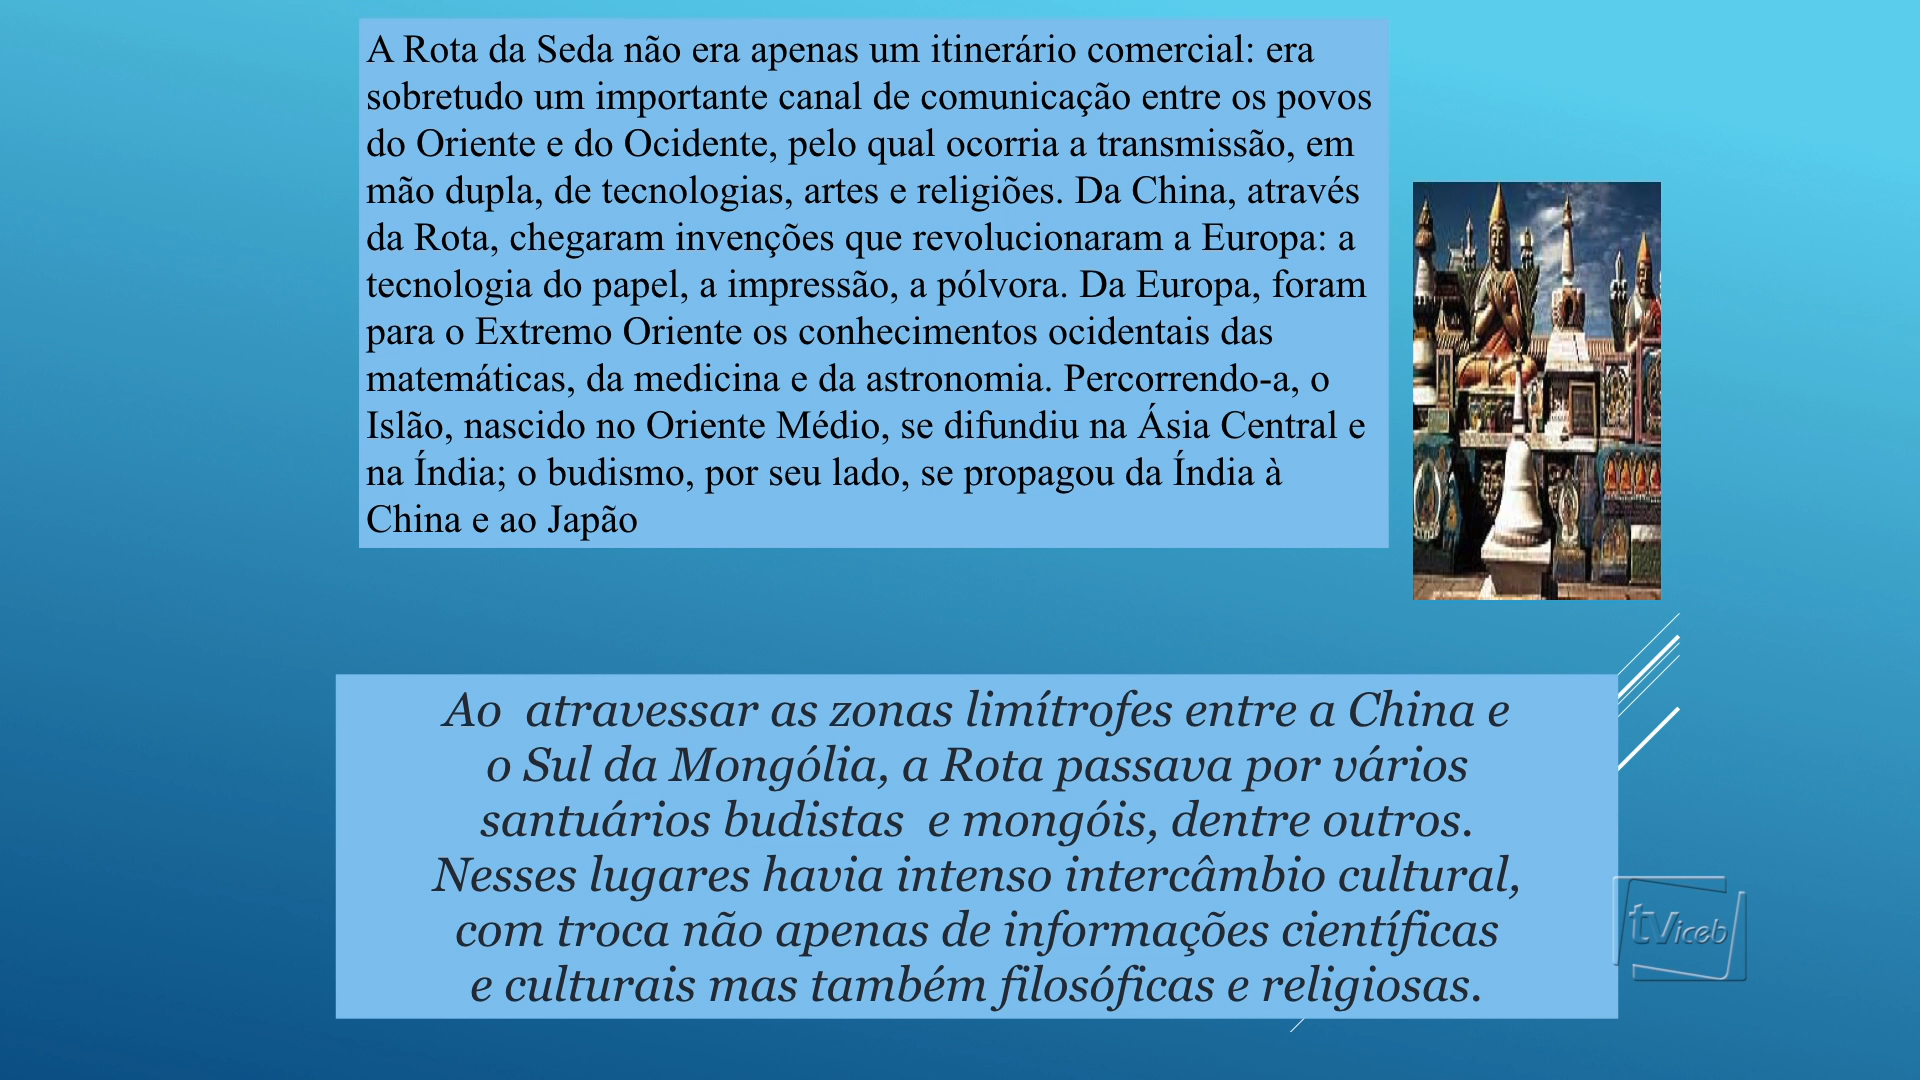 A Rota da Seda não era apenas um itinerário comercial: era
sobretudo um importante canal de comunicação entre os povos
do Oriente e do Ocidente, pelo qual ocorria a transmissão, em
mão dupla, de tecnologias, artes e religiões. Da China, através
da Rota, chegaram invenções que revolucionaram a Europa: a
tecnologia do papel, a impressão, a pólvora. Da Europa, foram
para o Extremo Oriente os conhecimentos ocidentais das
matemáticas, da medicina e da astronomia. Percorrendo-a, o
Islão, nascido no Oriente Médio, se difundiu na Ásia Central e
na Índia; o budismo, por seu lado, se propagou da Índia à
China e ao Japão
Ao  atravessar as zonas limítrofes entre a China e
o Sul da Mongólia, a Rota passava por vários
santuários budistas  e mongóis, dentre outros.
Nesses lugares havia intenso intercâmbio cultural,
com troca não apenas de informações científicas
e culturais mas também filosóficas e religiosas.
tViceb